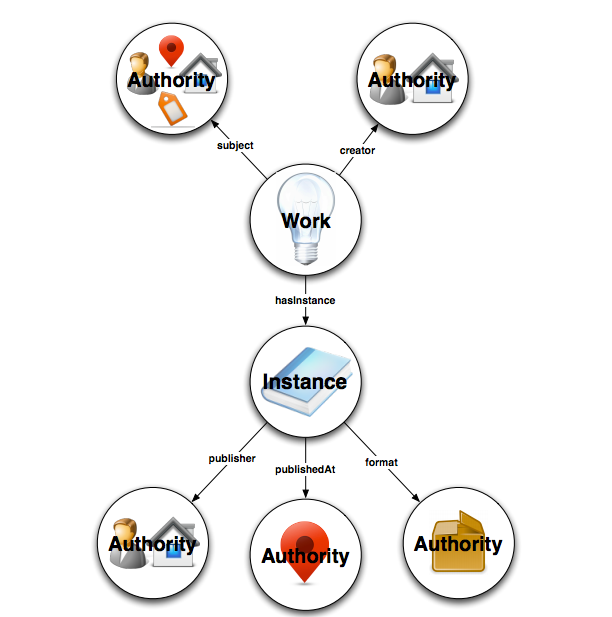 Authority
Authority
subject
creator
Work
hasInstance
Instance
publisher
publishedAt
format
Authority
Authority
Authority